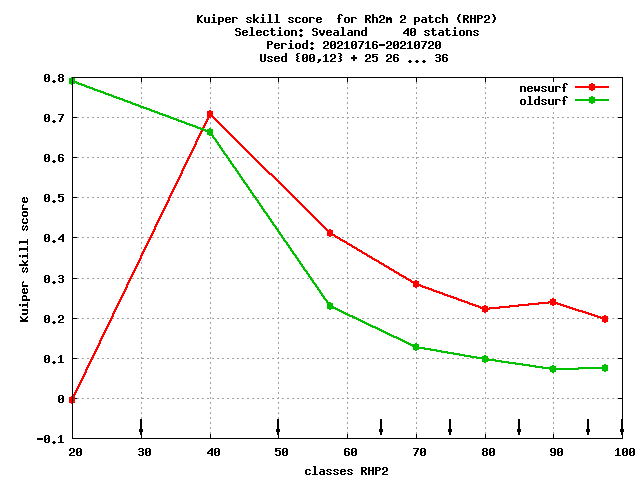 Kuiper skill score  for Rh2m 2 patch (RHP2)
Selection: Svealand     40 stations
Period: 20210716-20210720
Used {00,12} + 25 26 ... 36
newsurf
oldsurf
Kuiper skill score
0.8
0.7
0.6
0.5
0.4
0.3
0.2
0.1
0
-0.1
20 30 40 50 60 70 80 90 100
classes RHP2